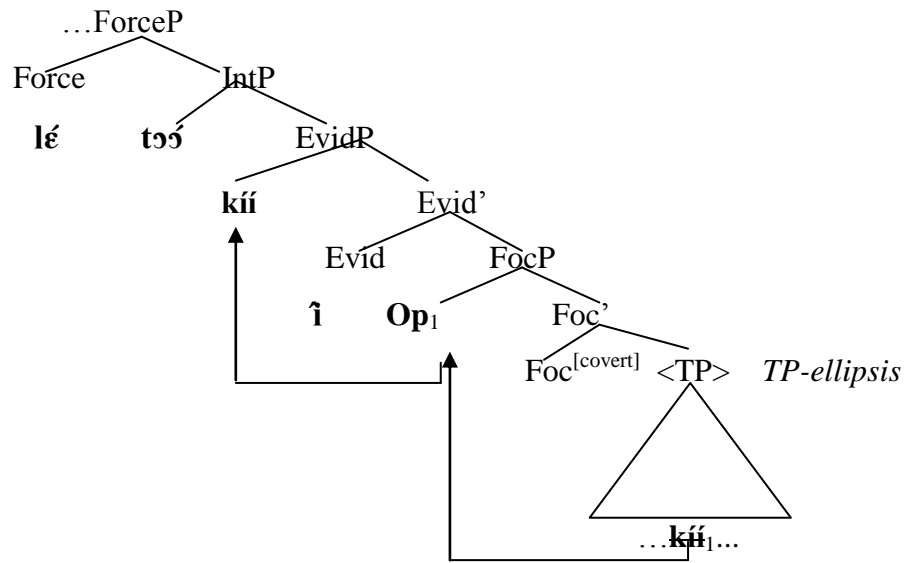 …ForceP
Force IntP
lɛ́ tɔɔ́ EvidP
kíí Evid’
Evid FocP
î̃ Op1 Foc’
Foc[covert] <TP> TP-ellipsis
…kíí1...